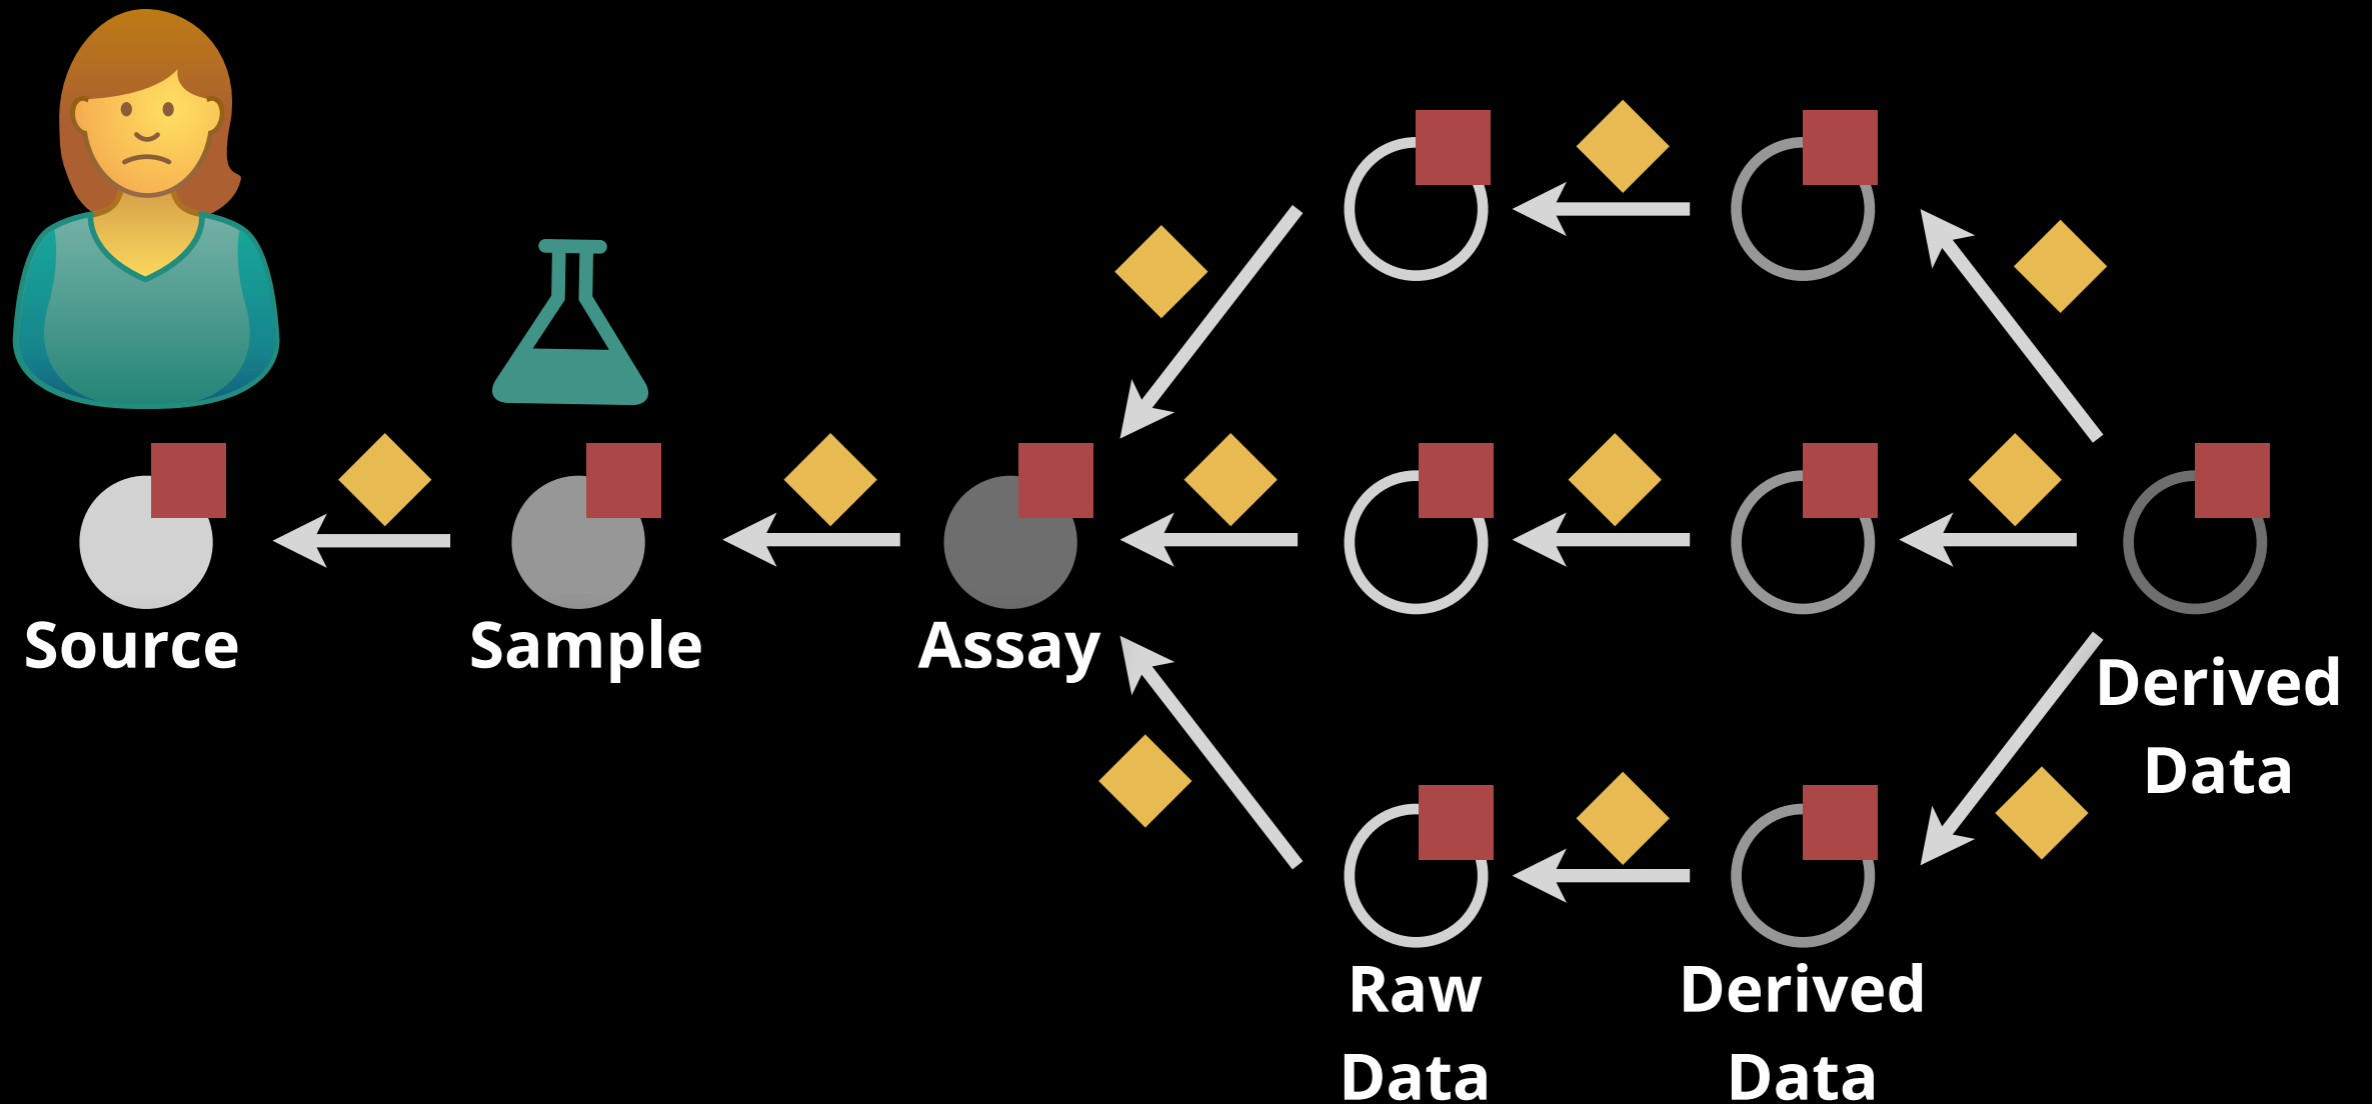 Source
Sample
Assay
Derived
Data
Raw
Data
Derived
Data